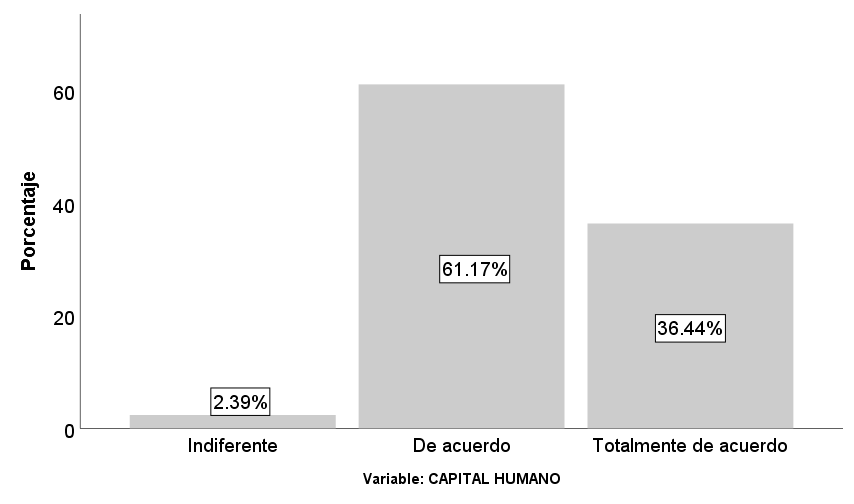 Porcentaje
60
40
20
0
2.39%
61.17%
36.44%
Indiferente
De acuerdo
Totalmente de acuerdo
Variable: CAPITAL HUMANO